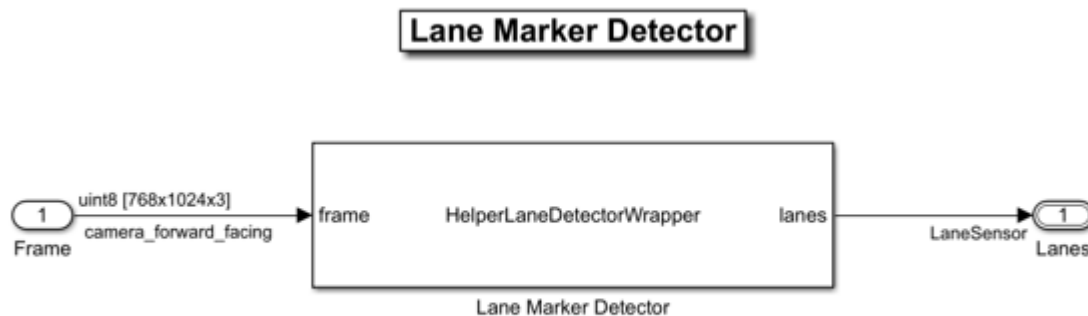 Lane Marker Detector
uint8 [768x1024x3]
1
camera_forward_facing
Frame
frame
HelperLaneDetectorWrapper
lanes
Lane Marker Detector
LaneSensor
1
Lanes